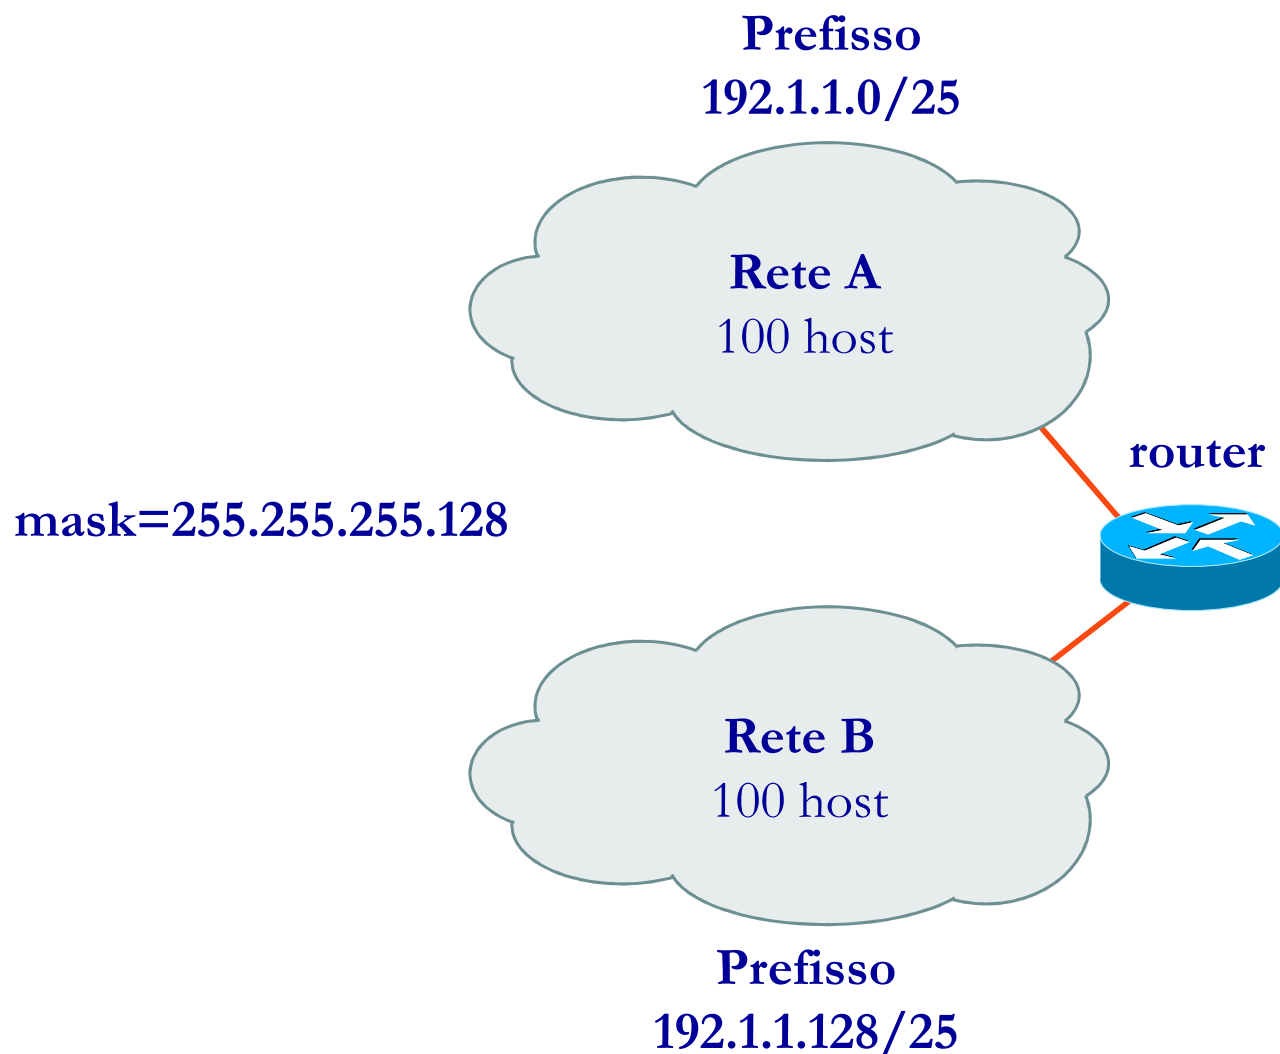 Prefisso
192.1.1.0/25
Rete A
100 host
router
mask=255.255.255.128
Rete B
100 host
Prefisso
192.1.1.128/25